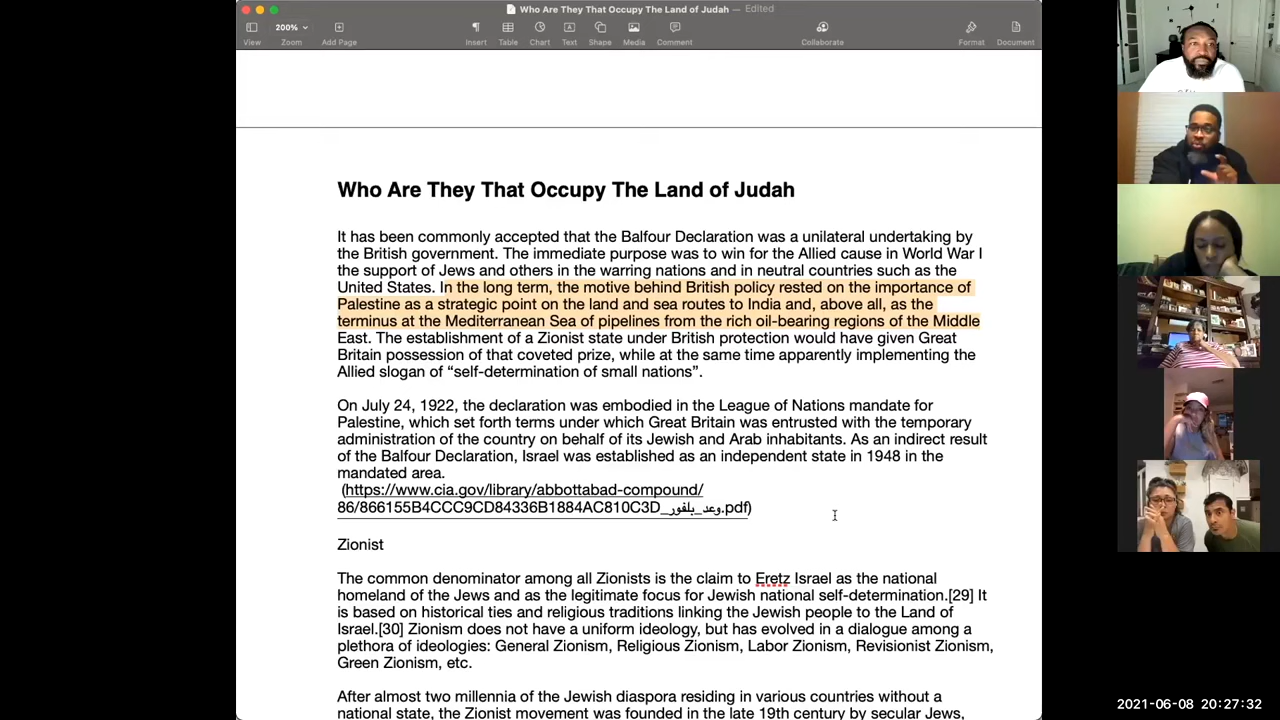 Who Are They That Occupy The Land of Judah — Edited
200%
View
Zoom
Add Page
Insert
Table
Chart
Text
Shape
Media
Comment
Collaborate
Format
Document
Who Are They That Occupy The Land of Judah
It has been commonly accepted that the Balfour Declaration was a unilateral undertaking by
the British government. The immediate purpose was to win for the Allied cause in World War I
the support of Jews and others in the warring nations and in neutral countries such as the
United States. In the long term, the motive behind British policy rested on the importance of
Palestine as a strategic point on the land and sea routes to India and, above all, as the
terminus at the Mediterranean Sea of pipelines from the rich oil-bearing regions of the Middle
East. The establishment of a Zionist state under British protection would have given Great
Britain possession of that coveted prize, while at the same time apparently implementing the
Allied slogan of “self-determination of small nations”.
On July 24, 1922, the declaration was embodied in the League of Nations mandate for
Palestine, which set forth terms under which Great Britain was entrusted with the temporary
administration of the country on behalf of its Jewish and Arab inhabitants. As an indirect result
of the Balfour Declaration, Israel was established as an independent state in 1948 in the
mandated area.
(https://www.cia.gov/library/abbottabad-compound/
86/866155B4CCC9CD84336B1884AC810C3D_وعد_بلفور.pdf)
Zionist
The common denominator among all Zionists is the claim to Eretz Israel as the national
homeland of the Jews and as the legitimate focus for Jewish national self-determination.[29] It
is based on historical ties and religious traditions linking the Jewish people to the Land of
Israel.[30] Zionism does not have a uniform ideology, but has evolved in a dialogue among a
plethora of ideologies: General Zionism, Religious Zionism, Labor Zionism, Revisionist Zionism,
Green Zionism, etc.
After almost two millennia of the Jewish diaspora residing in various countries without a
national state, the Zionist movement was founded in the late 19th century by secular Jews,
2021-06-08 20:27:32